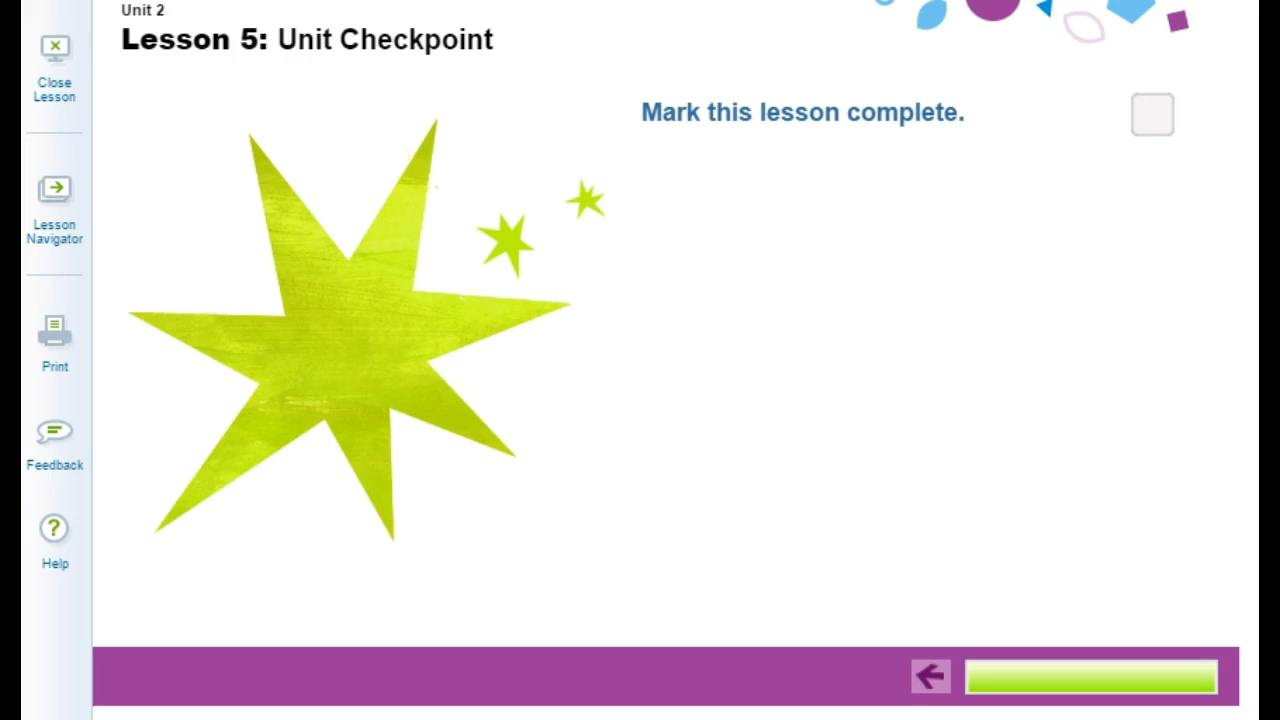 Unit 2
Lesson 5: Unit Checkpoint
Close
Lesson
Mark this lesson complete.
Lesson
Navigator
Print
Feedback
?
Help